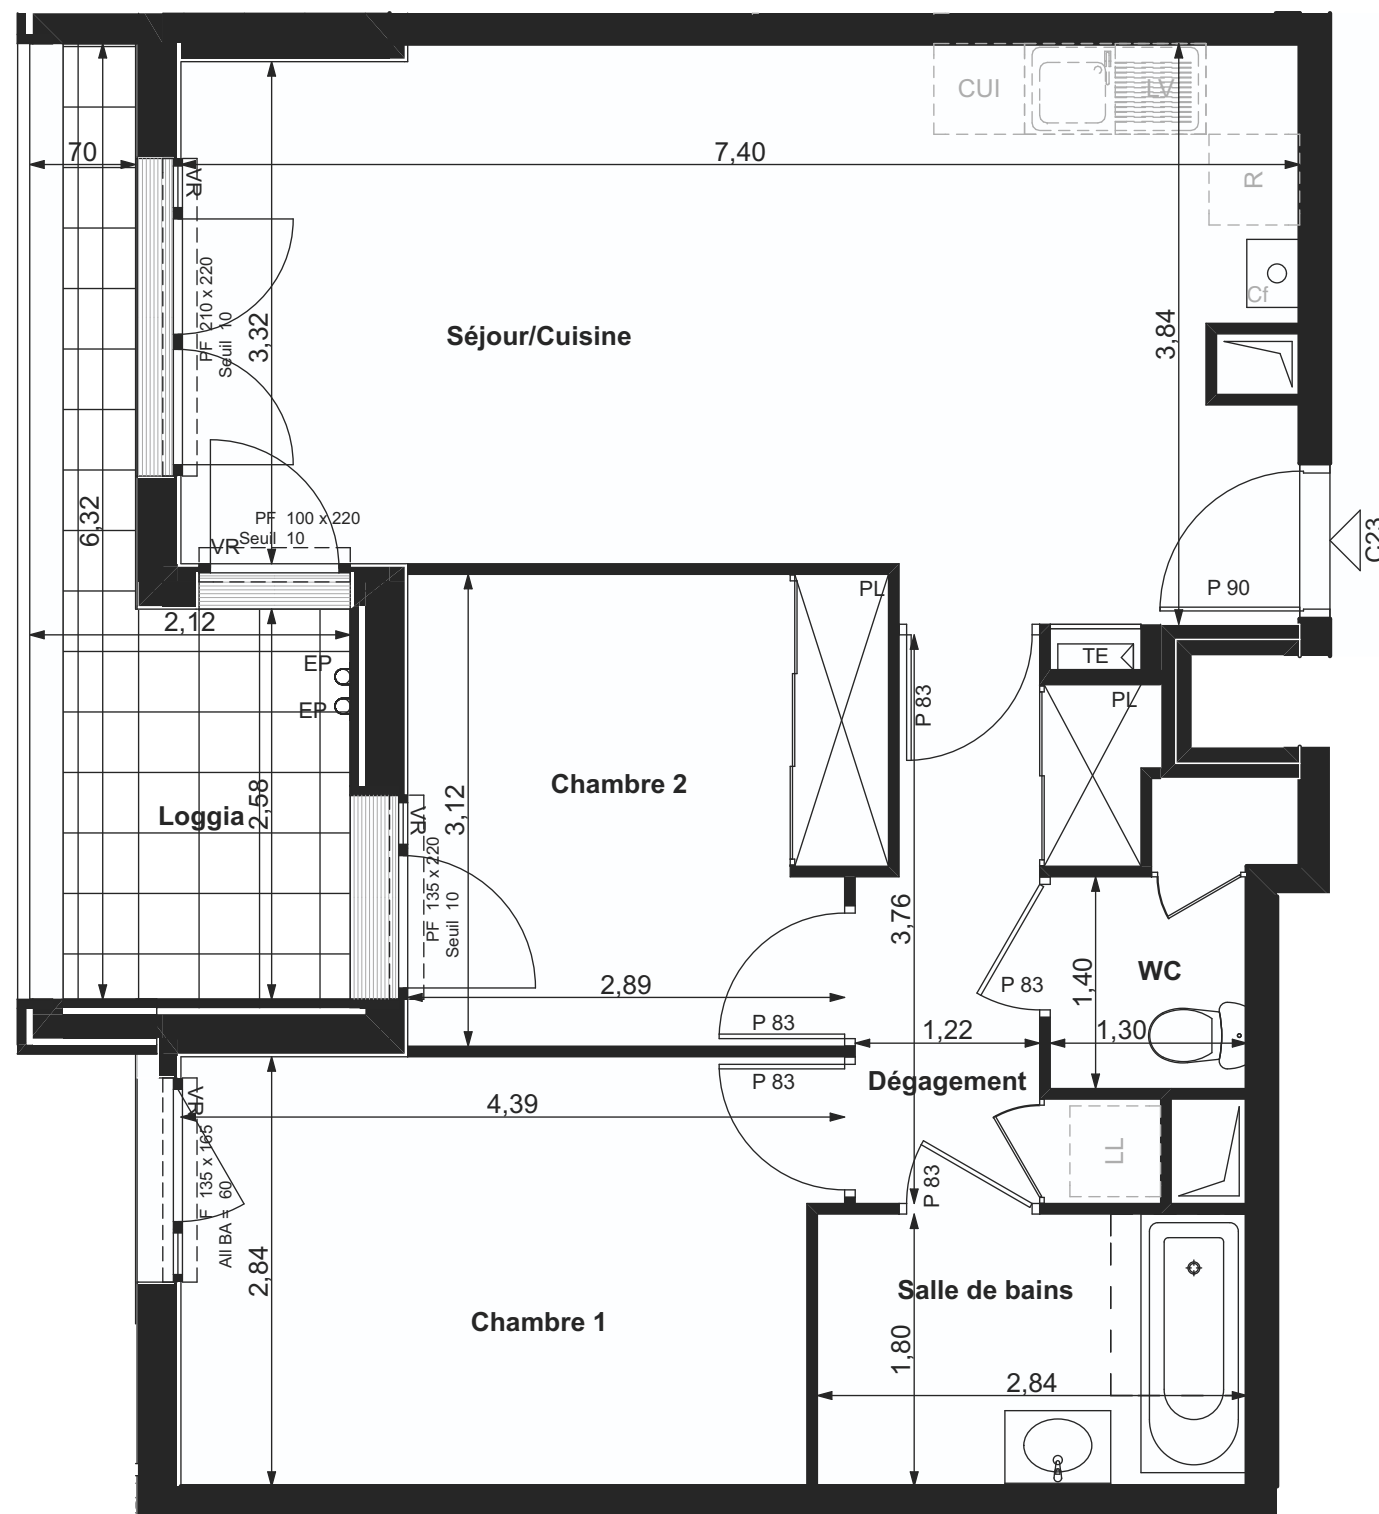 CUI
LV
70
7,40
VR
R
PF 210 x 220
Seuil 10
3,32
Séjour/Cuisine
3,84
Cf
6,32
PF 100 x 220
Seuil 10
VR
C23
P 90
PL
2,12
TE
EP
P 83
PL
EP
Chambre 2
Loggia
2,58
3,12
VR
PF 135 x 220
Seuil 10
3,76
WC
1,40
2,89
P 83
P 83
1,22
1,30
P 83
Dégagement
4,39
VR
F 135 x 165
All BA = 60
LL
P 83
2,84
Salle de bains
Chambre 1
1,80
2,84